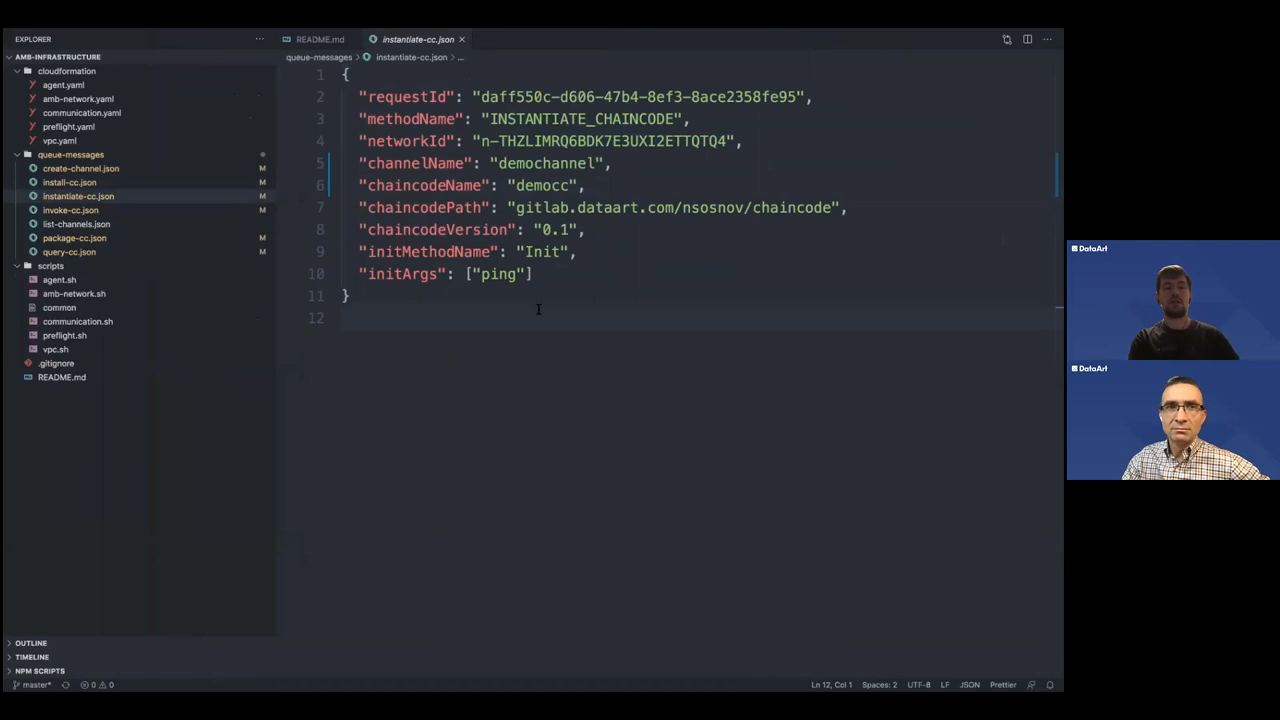 EXPLORER
AMB-INFRASTRUCTURE
cloudformation
agent.yaml
amb-network.yaml
communication.yaml
preflight.yaml
vpc.yaml
queue-messages
create-channel.json M
install-cc.json M
instantiate-cc.json M
invoke-cc.json M
list-channels.json
package-cc.json M
query-cc.json M
scripts
agent.sh
amb-network.sh
common
communication.sh
preflight.sh
vpc.sh
.gitignore
README.md
OUTLINE
TIMELINE
NPM SCRIPTS
README.md instantiate-cc.json
queue-messages > instantiate-cc.json > ...
1 {
2 "requestId": "daff550c-d606-47b4-8ef3-8ace2358fe95",
3 "methodName": "INSTANTIATE_CHAINCODE",
4 "networkId": "n-THZLIMRQ6BDK7E3UXI2ETTQTQ4",
5 "channelName": "demochannel",
6 "chaincodeName": "democc",
7 "chaincodePath": "gitlab.dataart.com/nsosnov/chaincode",
8 "chaincodeVersion": "0.1",
9 "initMethodName": "Init",
10 "initArgs": ["ping"]
11 }
12
master* 0 0 Ln 12, Col 1 Spaces: 2 UTF-8 LF JSON Prettier
DataArt
DataArt